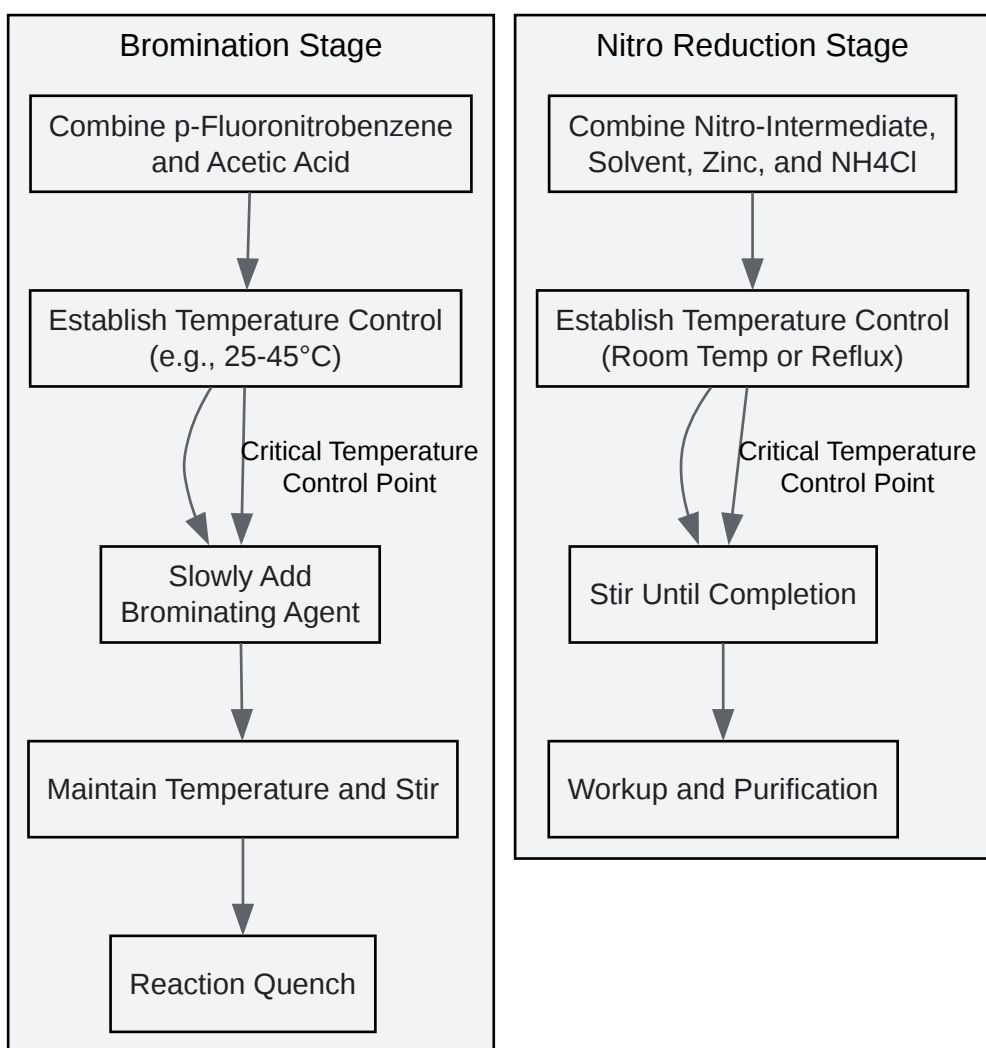 Bromination Stage
Combine p-Fluoronitrobenzene
and Acetic Acid
Establish Temperature Control
(e.g., 25-45°C)
Critical Temperature
Control Point
Slowly Add
Brominating Agent
Maintain Temperature and Stir
Reaction Quench
Nitro Reduction Stage
Combine Nitro-Intermediate,
Solvent, Zinc, and NH4Cl
Establish Temperature Control
(Room Temp or Reflux)
Critical Temperature
Control Point
Stir Until Completion
Workup and Purification